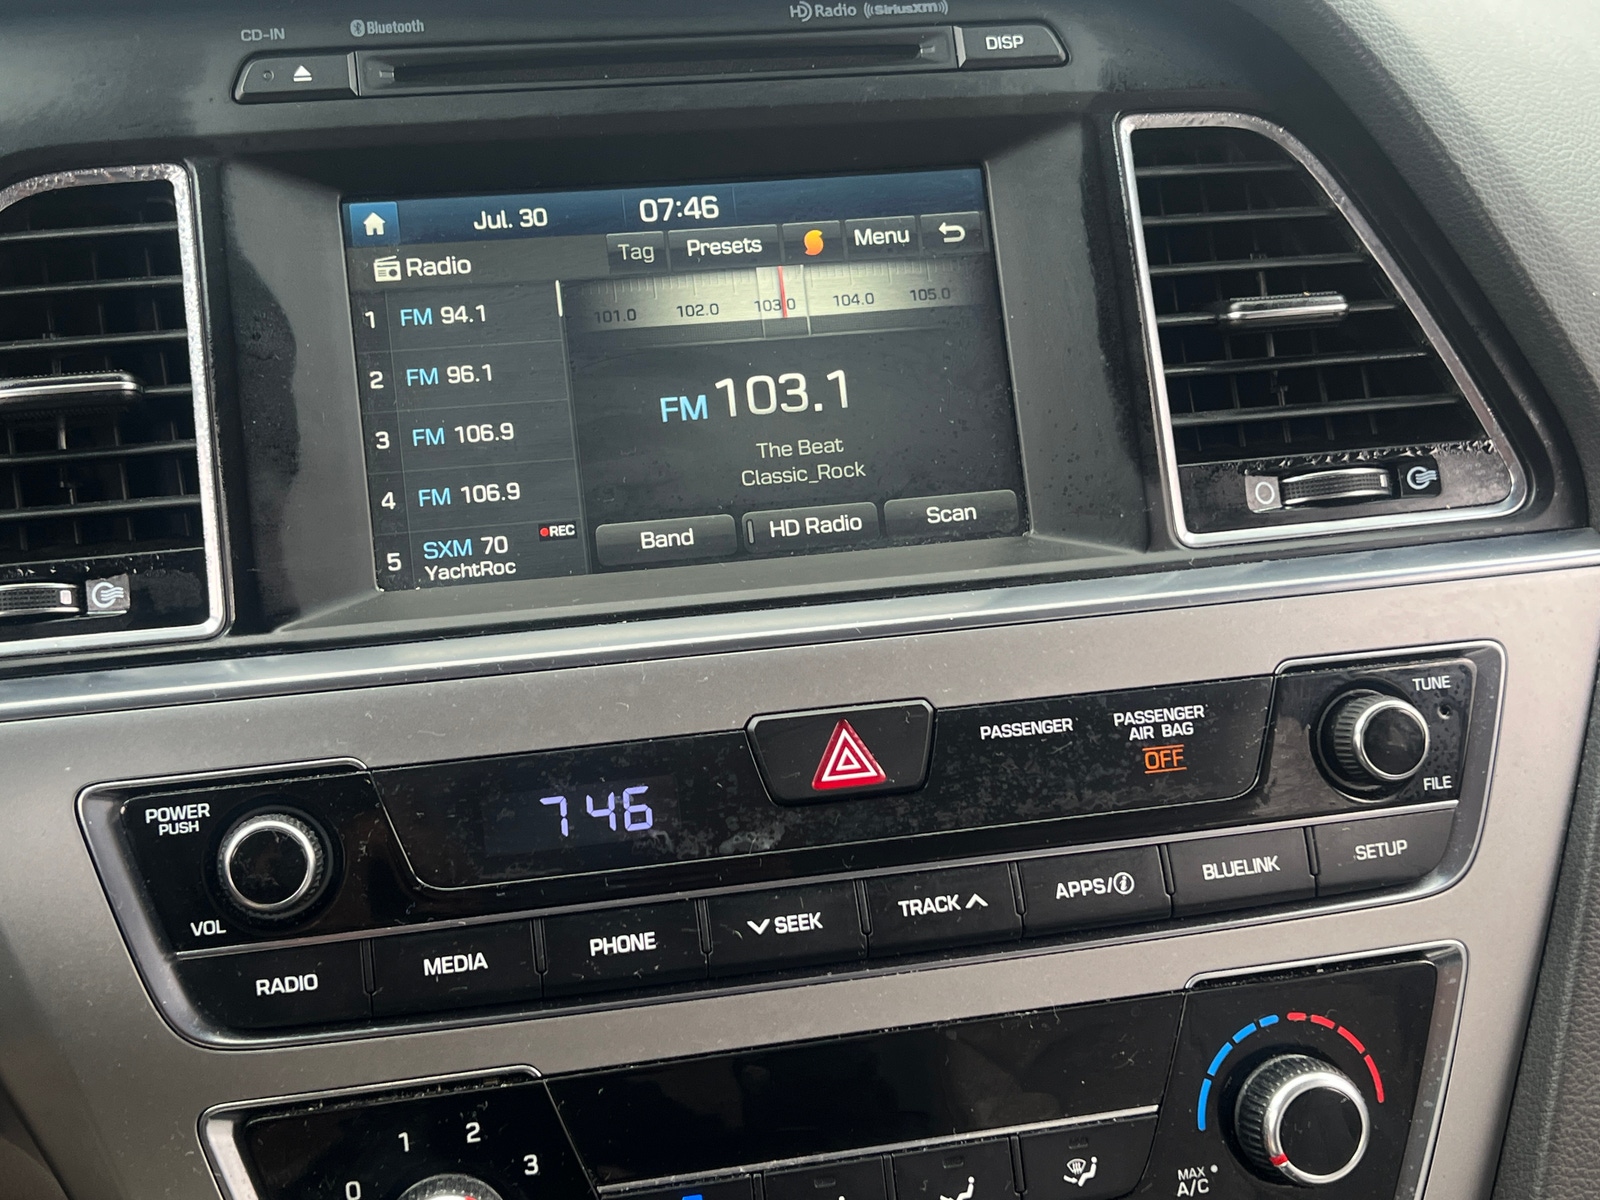 CD-IN
Bluetooth
HD Radio ((SiriusXM))
DISP
Jul. 30
07:46
Radio
Tag
Presets
Menu
1 FM 94.1
2 FM 96.1
3 FM 106.9
4 FM 106.9
5 SXM 70
YachtRoc
REC
101.0 102.0 103.0 104.0 105.0
FM 103.1
The Beat
Classic_Rock
Band
HD Radio
Scan
POWER
PUSH
VOL
7 46
PASSENGER
PASSENGER
AIR BAG
OFF
TUNE
FILE
RADIO
MEDIA
PHONE
SEEK
TRACK
APPS/i
BLUELINK
SETUP
0 1 2 3
MAX
A/C